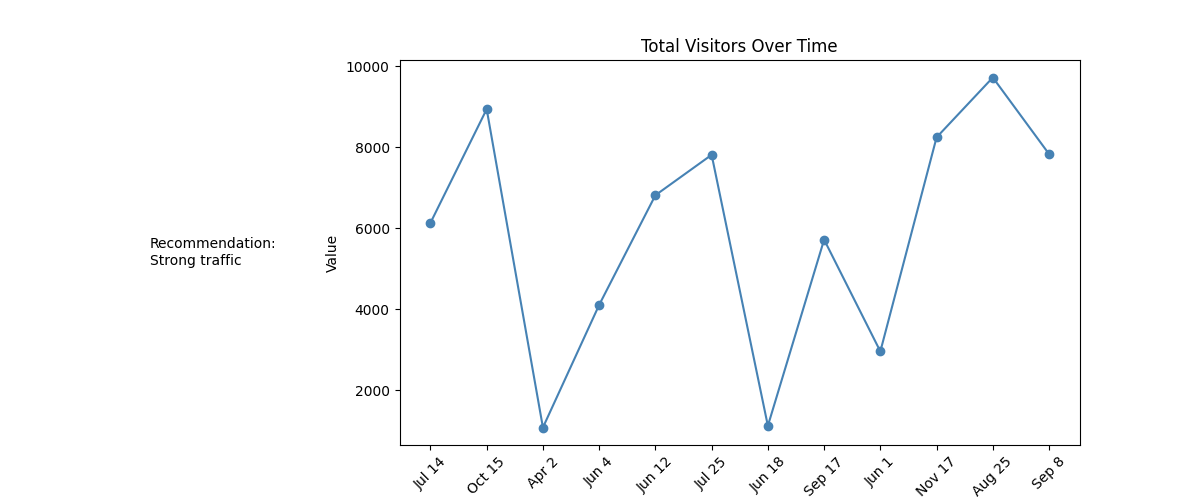 Total Visitors Over Time
Recommendation:
Strong traffic
Value
10000
8000
6000
4000
2000
Jul 14
Oct 15
Apr 2
Jun 4
Jun 12
Jul 25
Jun 18
Sep 17
Jun 1
Nov 17
Aug 25
Sep 8